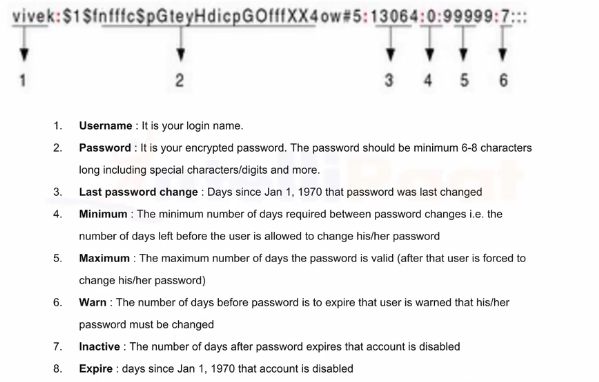 vivek:$1$fnfffc$pGteyHdicpGOfffXX4ow#5:13064:0:99999:7:::
1 2 3 4 5 6
1. Username : It is your login name.
2. Password : It is your encrypted password. The password should be minimum 6-8 characters
long including special characters/digits and more.
3. Last password change : Days since Jan 1, 1970 that password was last changed
4. Minimum : The minimum number of days required between password changes i.e. the
number of days left before the user is allowed to change his/her password
5. Maximum : The maximum number of days the password is valid (after that user is forced to
change his/her password)
6. Warn : The number of days before password is to expire that user is warned that his/her
password must be changed
7. Inactive : The number of days after password expires that account is disabled
8. Expire : days since Jan 1, 1970 that account is disabled